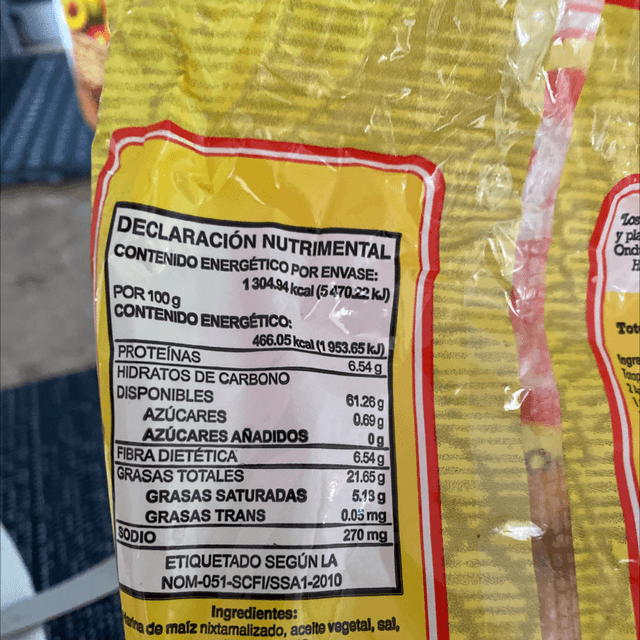 DECLARACIÓN NUTRIMENTAL
CONTENIDO ENERGÉTICO POR ENVASE:
1 304.94 kcal (5 470.22 kJ)
POR 100 g
CONTENIDO ENERGÉTICO:
466.05 kcal (1 953.65 kJ)
PROTEÍNAS 6.54 g
HIDRATOS DE CARBONO
DISPONIBLES 61.26 g
AZÚCARES 0.69 g
AZÚCARES AÑADIDOS 0 g
FIBRA DIETÉTICA 6.54 g
GRASAS TOTALES 21.65 g
GRASAS SATURADAS 5.13 g
GRASAS TRANS 0.05 mg
SODIO 270 mg
ETIQUETADO SEGÚN LA
NOM-051-SCFI/SSA1-2010
Ingredientes:
harina de maíz nixtamalizado, aceite vegetal, sal,
y